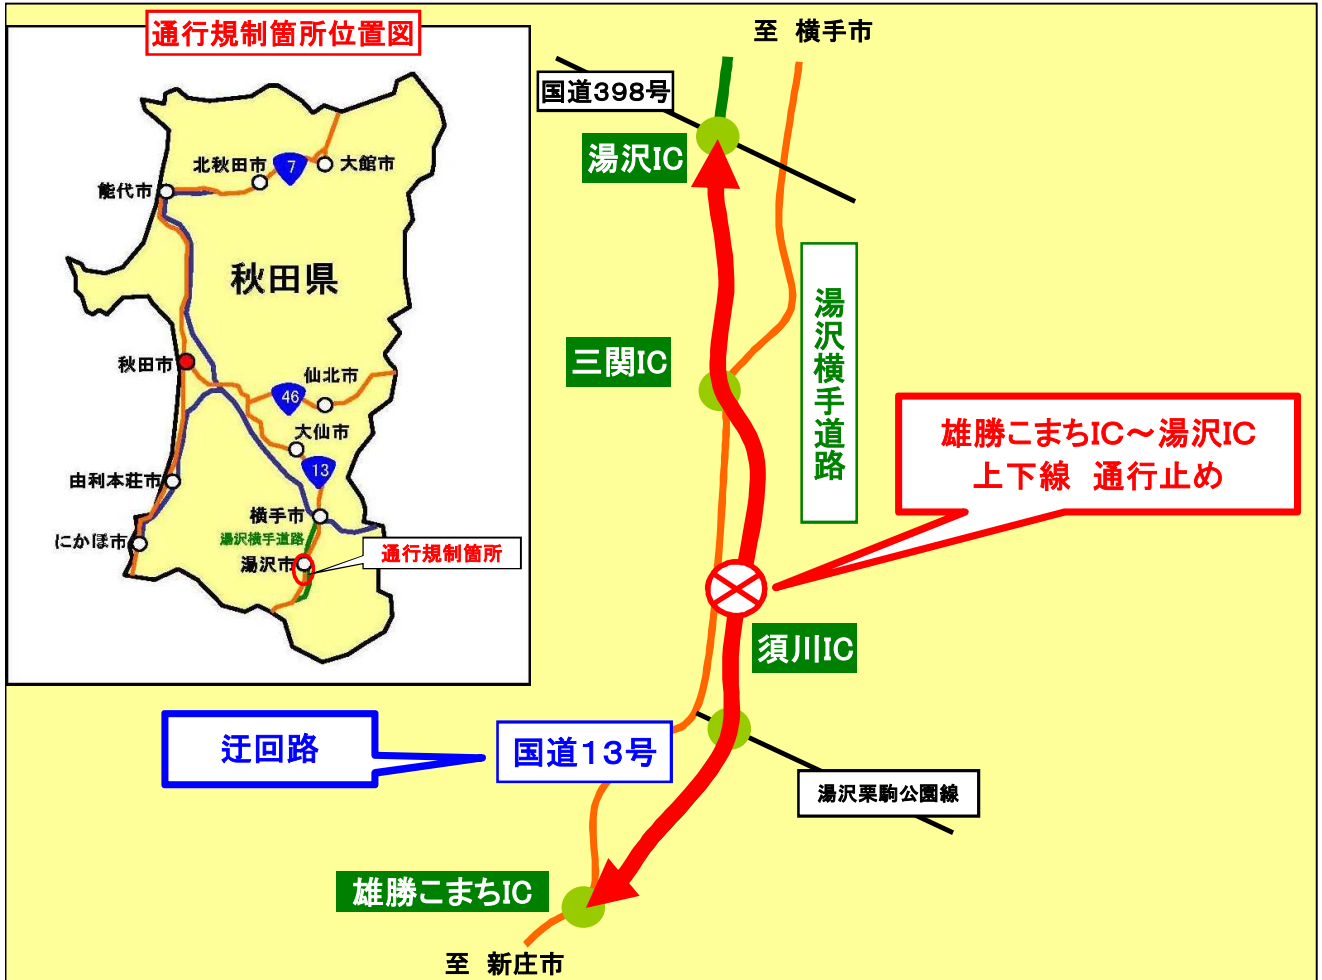 通行規制箇所位置図
北秋田市
7
大館市
能代市
秋田県
秋田市
仙北市
46
大仙市
13
由利本荘市
横手市
にかほ市
湯沢横手道路
湯沢市
通行規制箇所
至 横手市
国道398号
湯沢IC
三関IC
湯沢横手道路
雄勝こまちIC～湯沢IC
上下線 通行止め
須川IC
迂回路
国道13号
湯沢栗駒公園線
雄勝こまちIC
至 新庄市